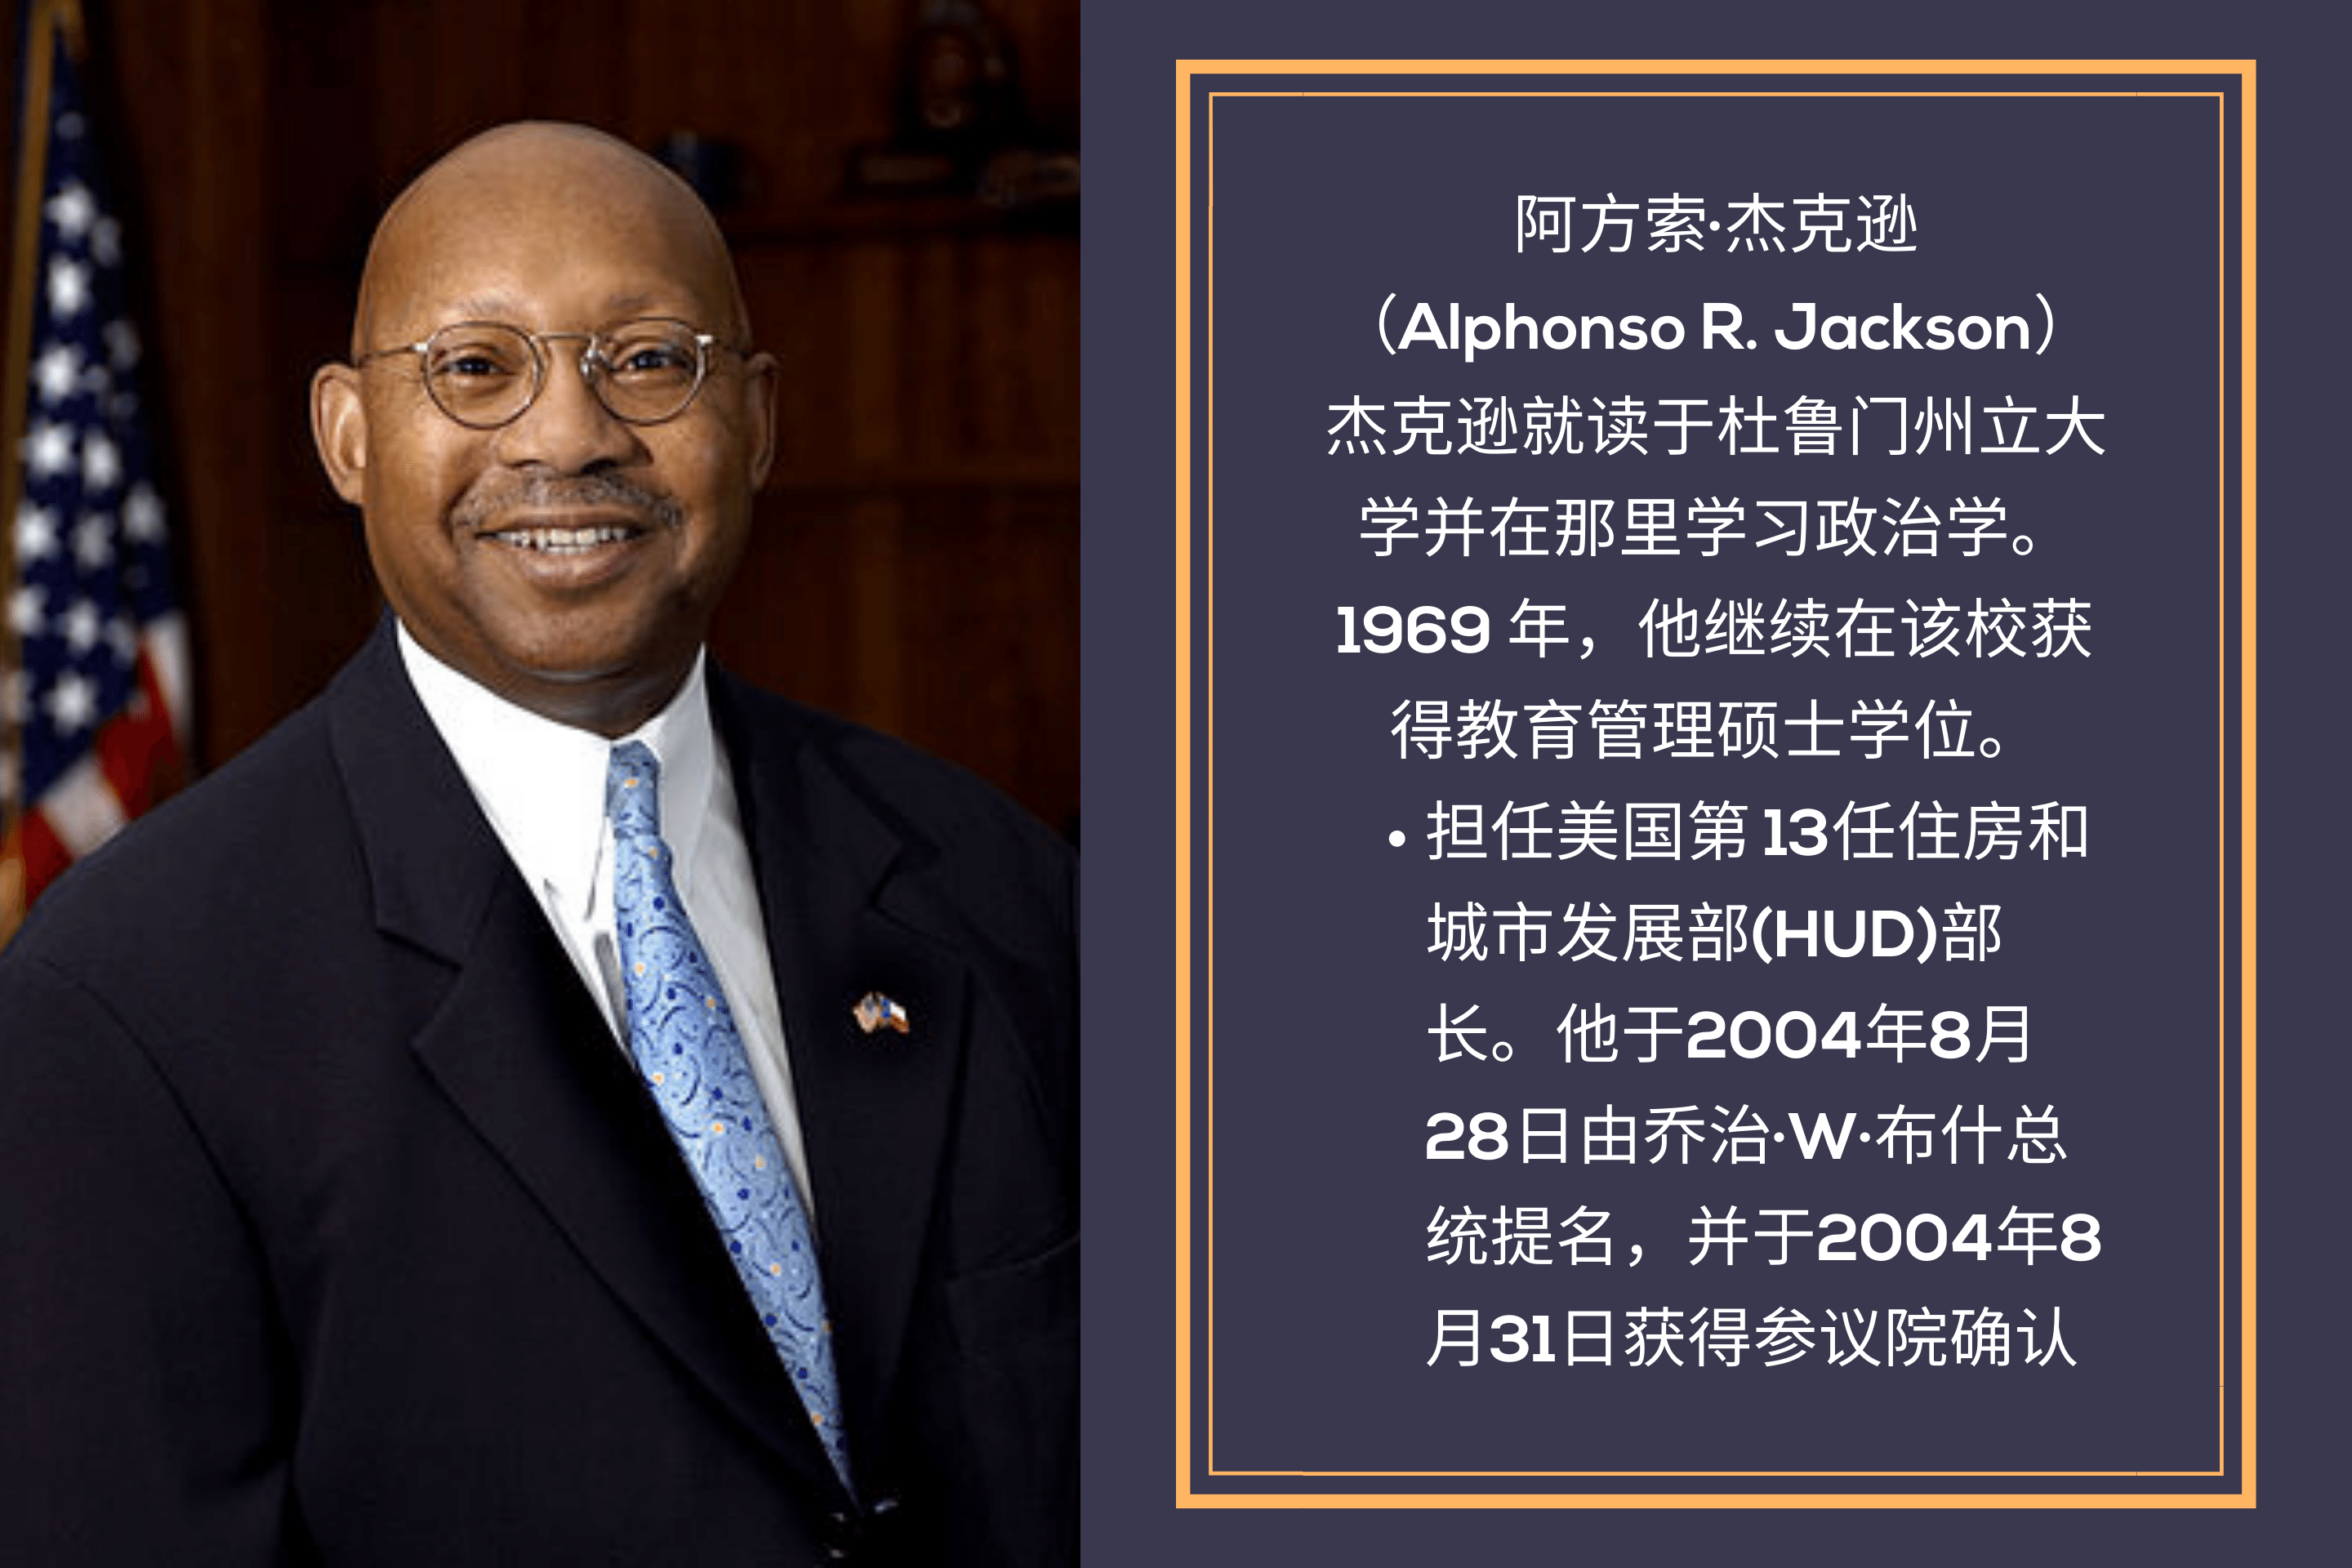 阿方索·杰克逊
（Alphonso R. Jackson）
杰克逊就读于杜鲁门州立大
学并在那里学习政治学。
1969 年，他继续在该校获
得教育管理硕士学位。
• 担任美国第 13任住房和
城市发展部(HUD)部
长。他于2004年8月
28日由乔治·W·布什总
统提名，并于2004年8
月31日获得参议院确认